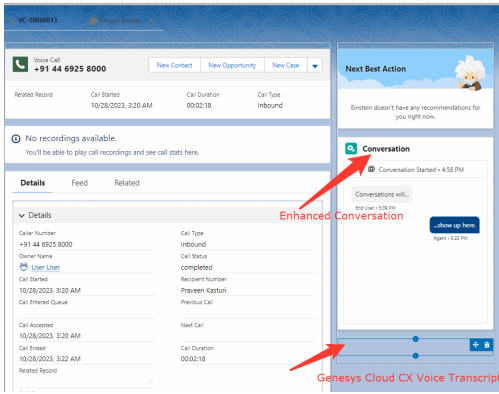 VC-00000013
Voice Call
+91 44 6925 8000
New Contact
New Opportunity
New Case
Related Record
Call Started
Call Duration
Call Type
10/28/2023, 3:20 AM
00:02:18
Inbound
No recordings available.
You'll be able to play call recordings and see call stats here.
Details
Feed
Related
Details
Caller Number
Call Type
+91 44 6925 8000
Inbound
Owner Name
Call Status
User User
completed
Call Started
Recipient Number
10/28/2023, 3:20 AM
Praveen Kasturi
Call Entered Queue
Previous Call
Call Accepted
Next Call
10/28/2023, 3:20 AM
Call Ended
Call Duration
10/28/2023, 3:22 AM
00:02:18
Related Record
Next Best Action
Einstein doesn't have any recommendations for
you right now.
Conversation
Conversation Started • 4:58 PM
Conversations will...
End User • 5:09 PM
Enhanced Conversation
...show up here.
Agent • 5:23 PM
Genesys Cloud CX Voice Transcript